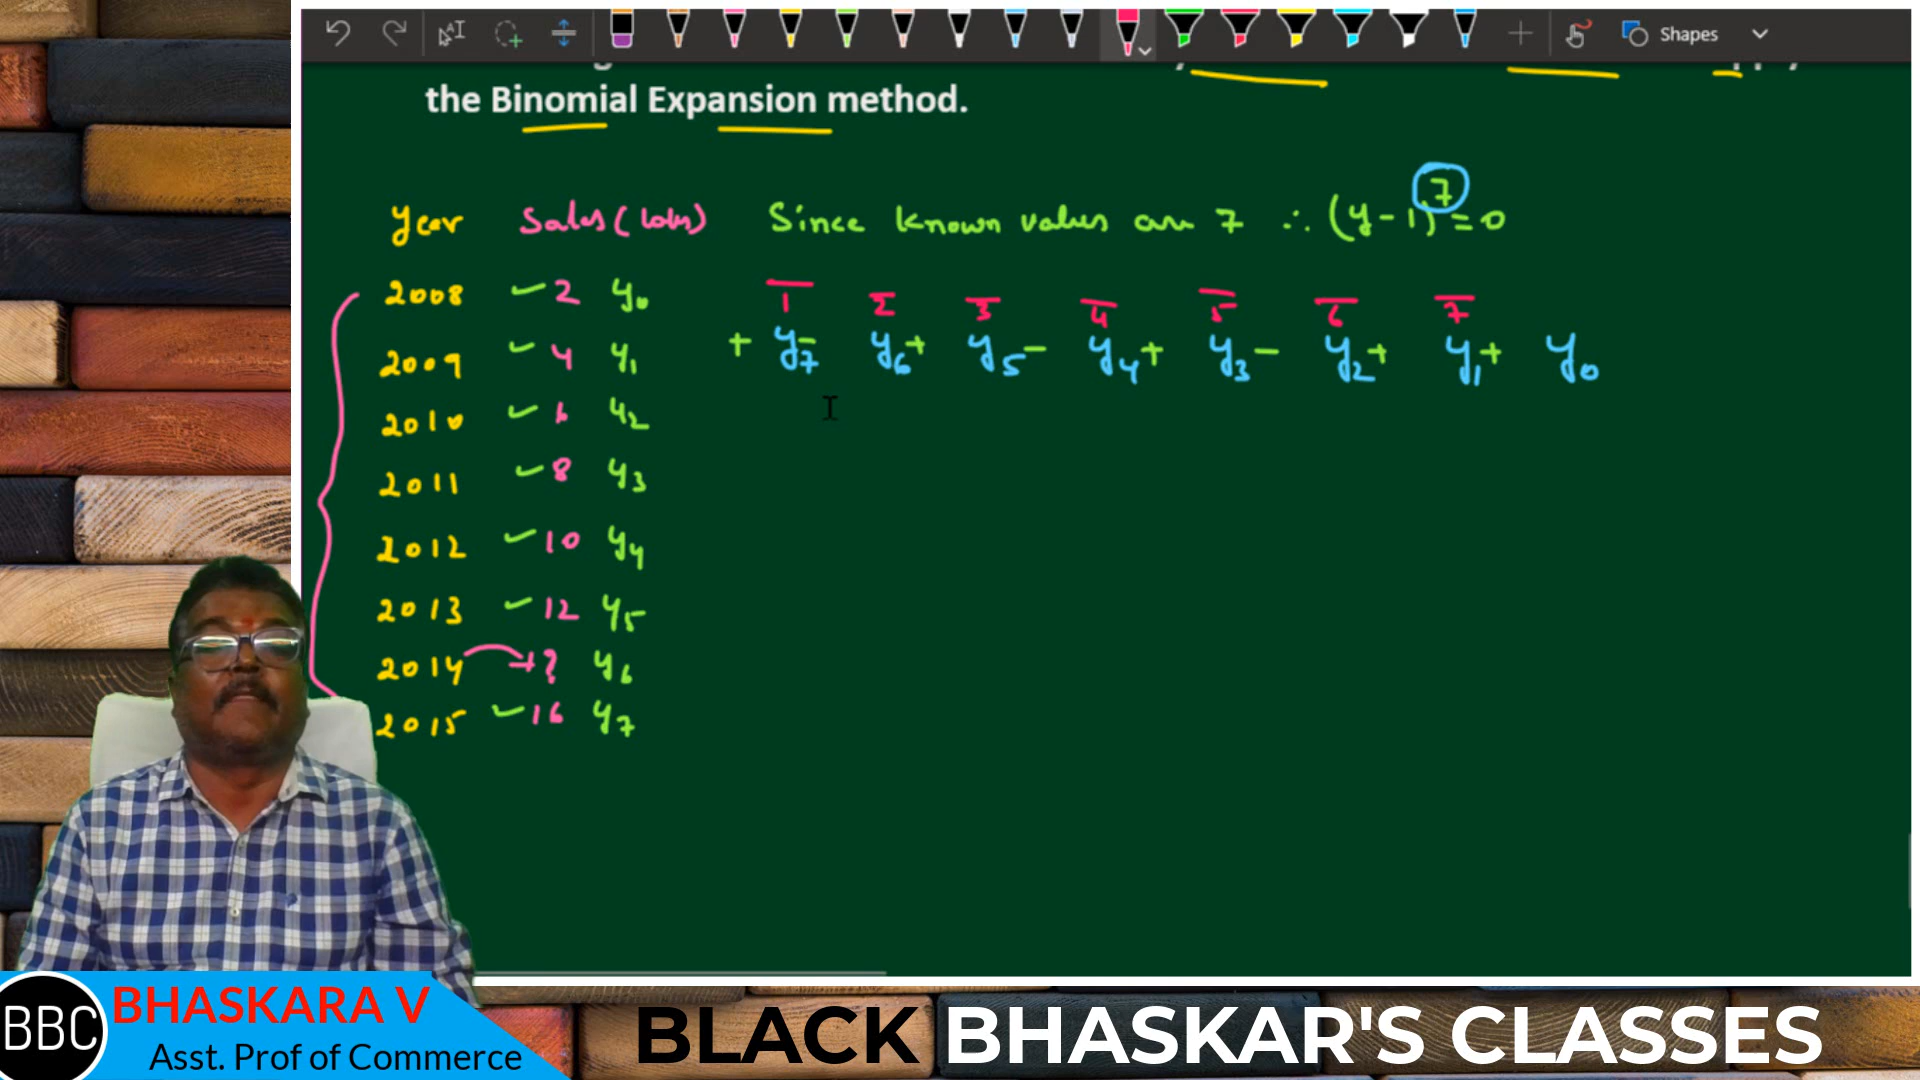 Shapes
the Binomial Expansion method.
Year Sales (lakhs) Since known values are 7 ∴ (y - 1)^7 = 0
2008 ✓ 2 y0
1 2 3 4 5 6 7
2009 ✓ 4 y1
+ y7 - y6 + y5 - y4 + y3 - y2 + y1 + y0
2010 ✓ 6 y2
2011 ✓ 8 y3
2012 ✓ 10 y4
2013 ✓ 12 y5
2014 → ? y6
2015 ✓ 16 y7
BBC
BHASKARA V
Asst. Prof of Commerce
BLACK BHASKAR'S CLASSES